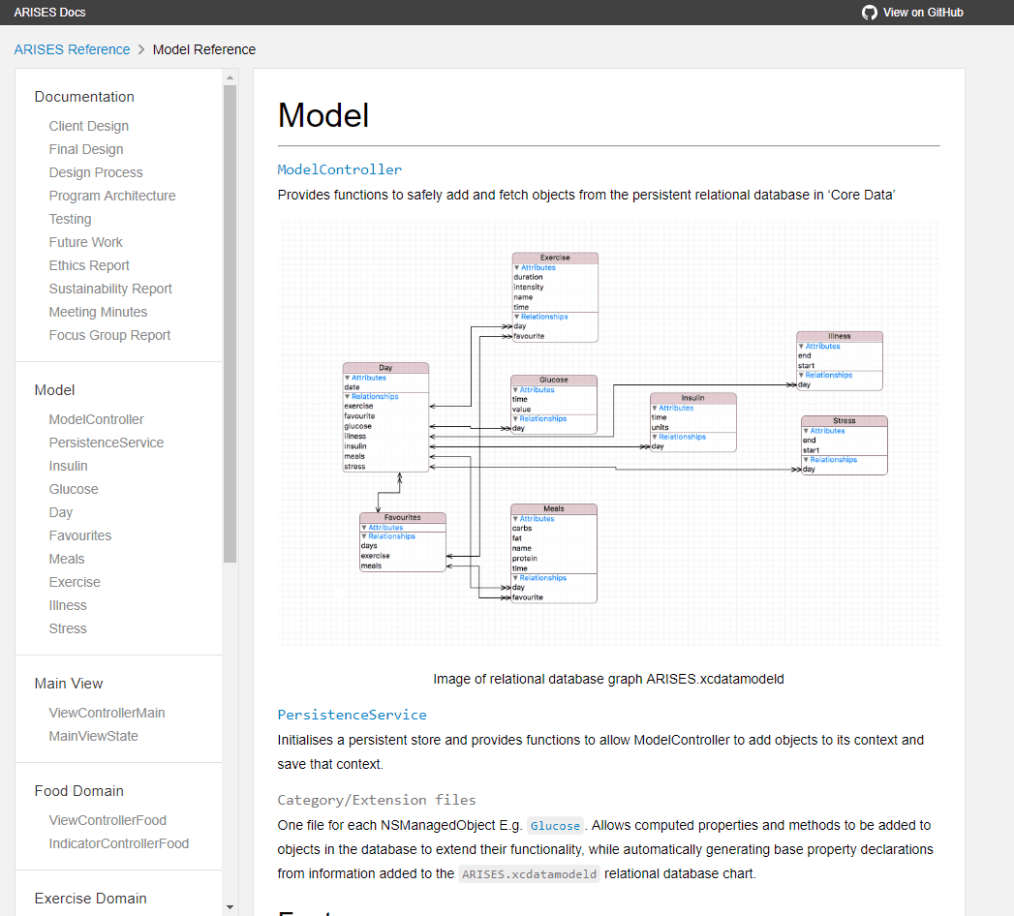 ARISES Docs
View on GitHub
ARISES Reference > Model Reference
Documentation
Client Design
Final Design
Design Process
Program Architecture
Testing
Future Work
Ethics Report
Sustainability Report
Meeting Minutes
Focus Group Report
Model
ModelController
PersistenceService
Insulin
Glucose
Day
Favourites
Meals
Exercise
Illness
Stress
Main View
ViewControllerMain
MainViewState
Food Domain
ViewControllerFood
IndicatorControllerFood
Exercise Domain
Model
ModelController
Provides functions to safely add and fetch objects from the persistent relational database in ‘Core Data’
Exercise
Attributes
duration
intensity
name
time
Relationships
day
favourite
Day
Attributes
date
Relationships
exercise
favourite
glucose
illness
insulin
meals
stress
Glucose
Attributes
time
value
Relationships
day
Insulin
Attributes
time
units
Relationships
day
Illness
Attributes
end
start
Relationships
day
Stress
Attributes
end
start
Relationships
day
Favourites
Attributes
Relationships
days
exercise
meals
Meals
Attributes
carbs
fat
name
protein
time
Relationships
day
favourite
Image of relational database graph ARISES.xcdatamodeld
PersistenceService
Initialises a persistent store and provides functions to allow ModelController to add objects to its context and
save that context.
Category/Extension files
One file for each NSManagedObject E.g. Glucose . Allows computed properties and methods to be added to
objects in the database to extend their functionality, while automatically generating base property declarations
from information added to the ARISES.xcdatamodeld relational database chart.